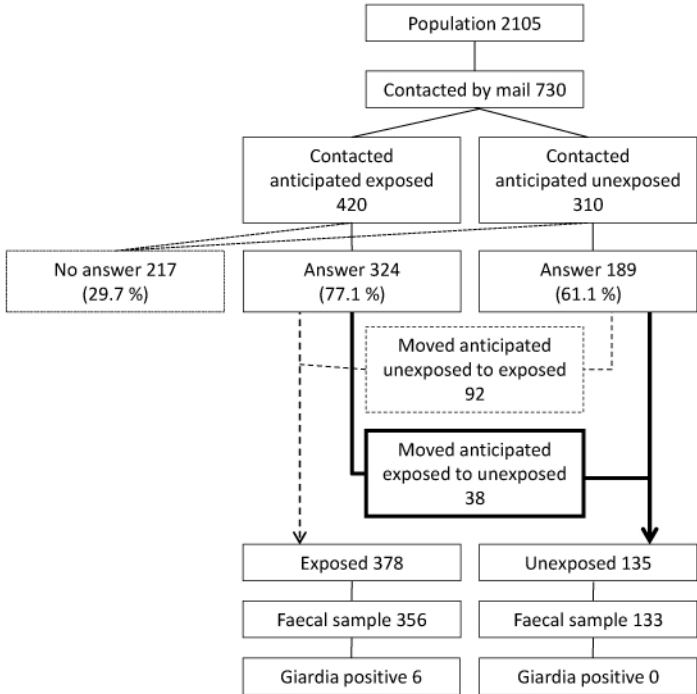 Population 2105
Contacted by mail 730
Contacted
anticipated exposed
420
Contacted
anticipated unexposed
310
No answer 217
(29.7 %)
Answer 324
(77.1 %)
Answer 189
(61.1 %)
Moved anticipated
unexposed to exposed
92
Moved anticipated
exposed to unexposed
38
Exposed 378
Unexposed 135
Faecal sample 356
Faecal sample 133
Giardia positive 6
Giardia positive 0